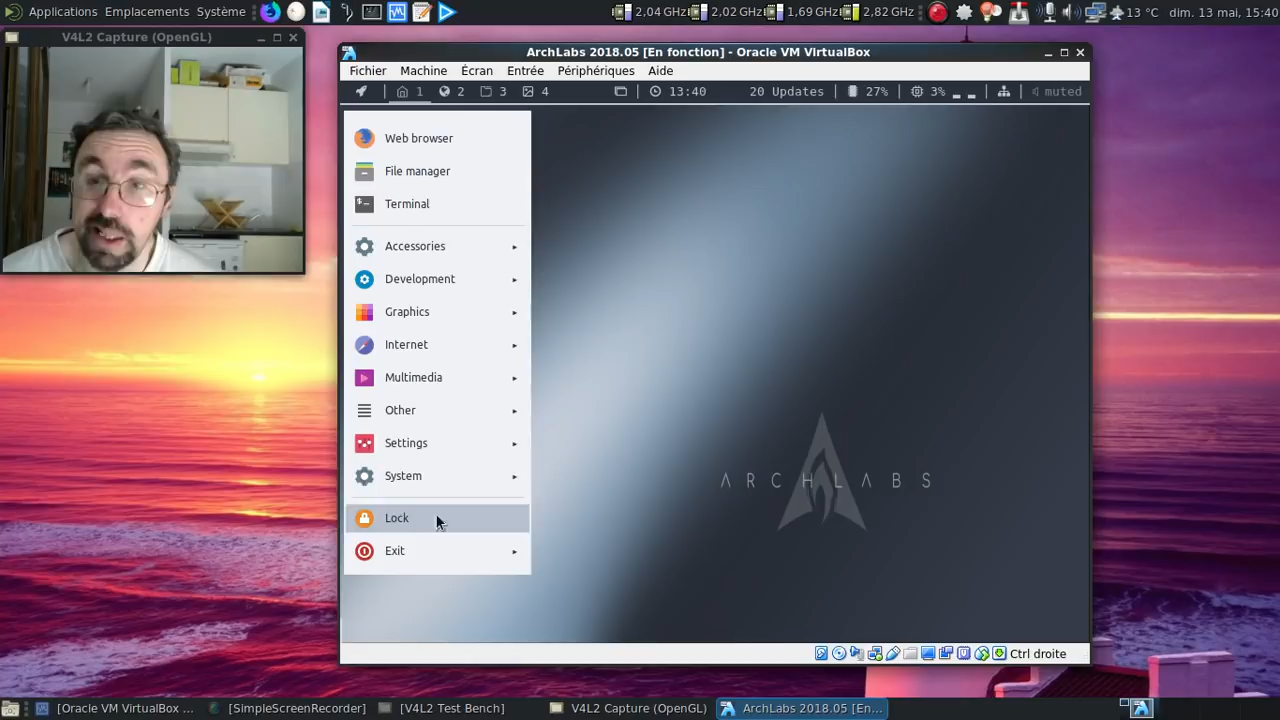 Applications Emplacements Système 2,04 GHz 2,02 GHz 1,69 GHz 2,82 GHz 13 °C dim. 13 mai, 15:40
V4L2 Capture (OpenGL)
ArchLabs 2018.05 [En fonction] - Oracle VM VirtualBox
Fichier Machine Écran Entrée Périphériques Aide
1 2 3 4 13:40 20 Updates 27% 3% muted
Web browser
File manager
Terminal
Accessories
Development
Graphics
Internet
Multimedia
Other
Settings
System
Lock
Exit
ARCHLABS
Ctrl droite
[Oracle VM VirtualBox ... [SimpleScreenRecorder] [V4L2 Test Bench] V4L2 Capture (OpenGL) ArchLabs 2018.05 [En...